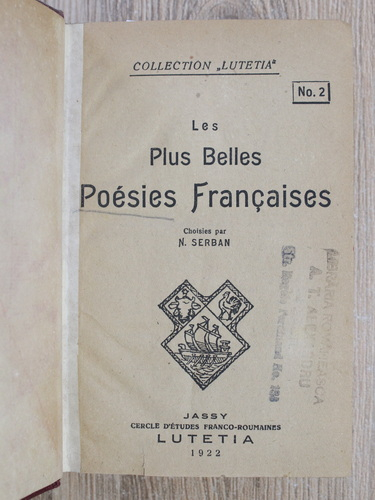 COLLECTION „LUTETIA"
No. 2
Les
Plus Belles
Poésies Françaises
Choisies par
N. SERBAN
JASSY
CERCLE D'ÉTUDES FRANCO-ROUMAINES
LUTETIA
1922